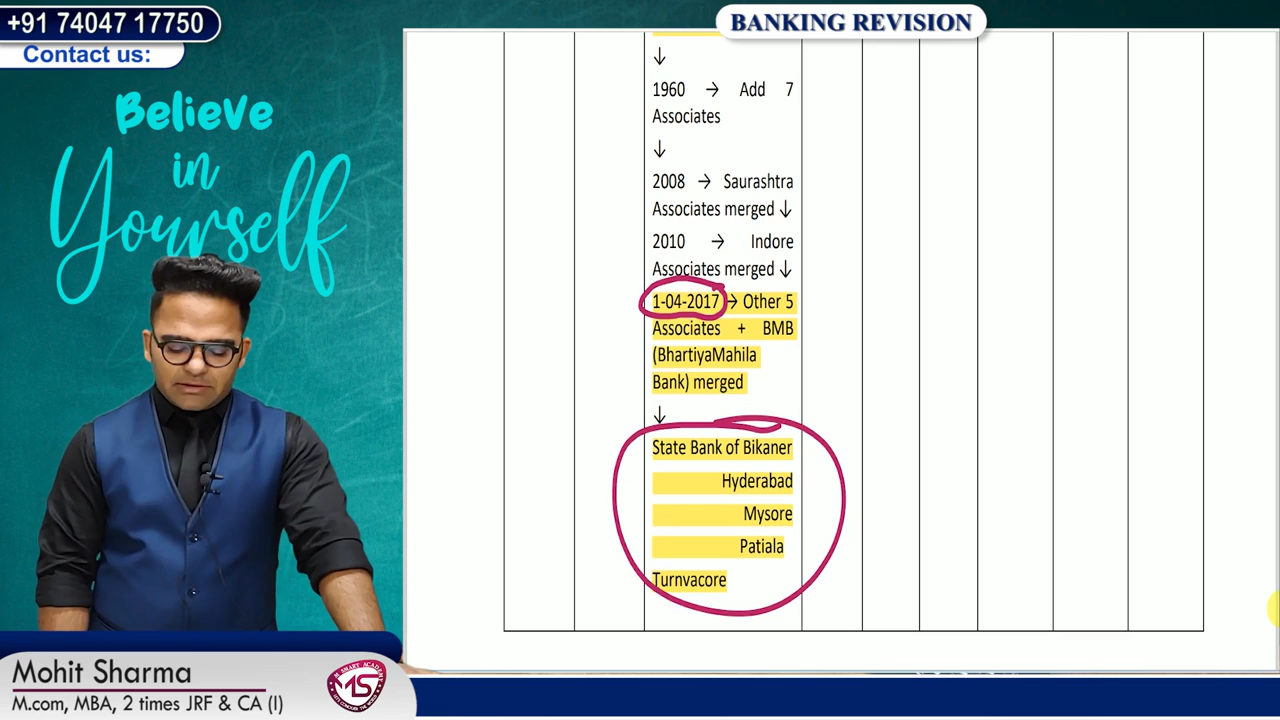 +91 74047 17750
Contact us:
BANKING REVISION
Believe
in
Yourself
↓
1960 → Add 7
Associates
↓
2008 → Saurashtra
Associates merged ↓
2010 → Indore
Associates merged ↓
1-04-2017 → Other 5
Associates + BMB
(BhartiyaMahila
Bank) merged
↓
State Bank of Bikaner
Hyderabad
Mysore
Patiala
Turnvacore
Mohit Sharma
M.com, MBA, 2 times JRF & CA (I)
MS